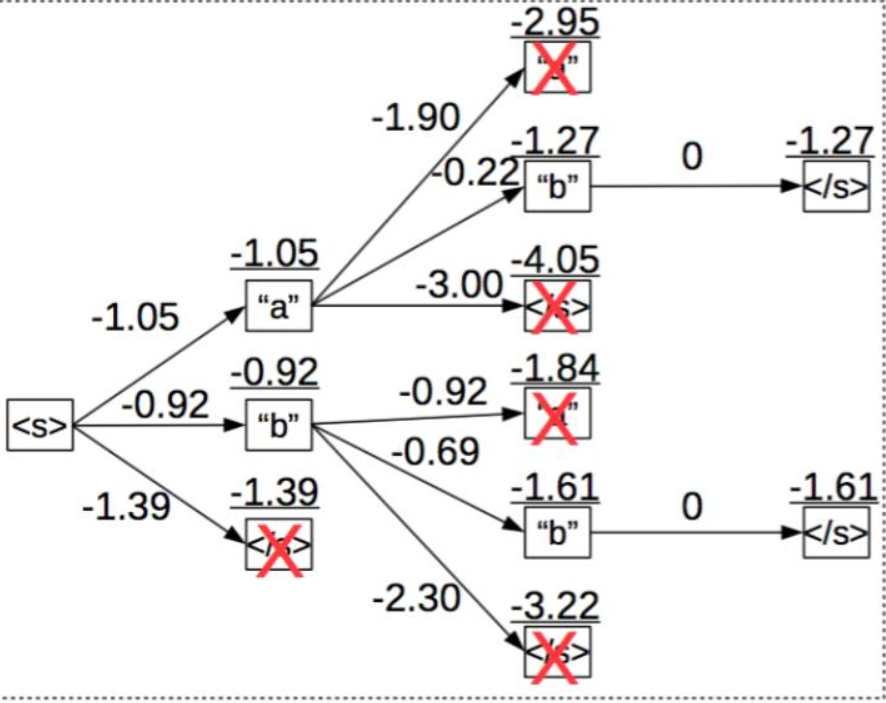 -2.95
-1.90
-1.27
-1.27
0
-0.22
“b”
</s>
-1.05
-4.05
“a”
-3.00
</s>
-1.05
-0.92
-1.84
-0.92
-0.92
<s>
“b”
-0.69
-1.39
-1.61
-1.61
-1.39
0
</s>
“b”
</s>
-2.30
-3.22
</s>